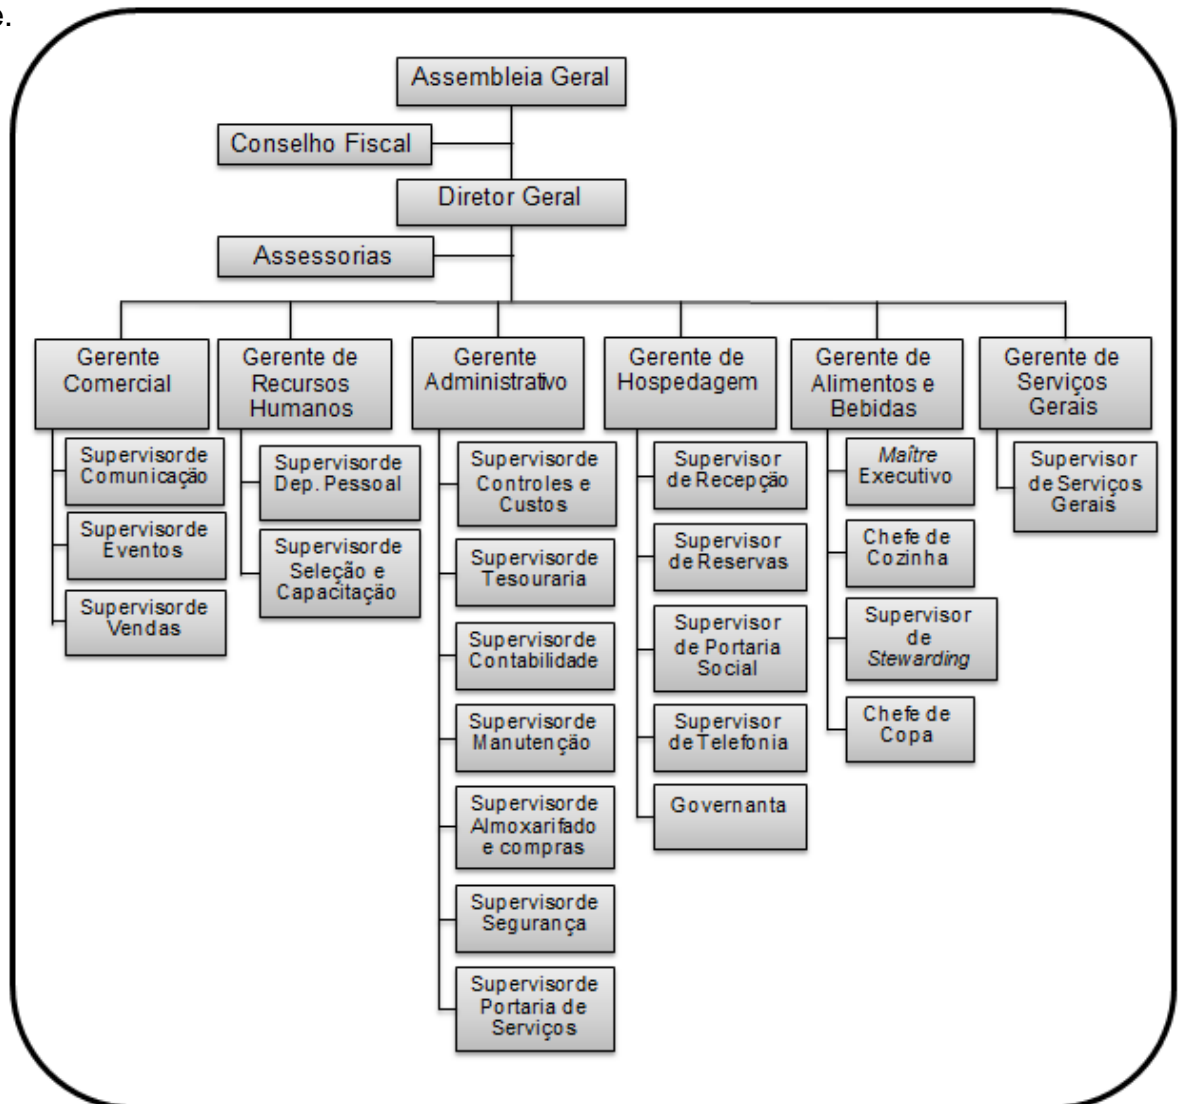 e.
Assembleia Geral
Conselho Fiscal
Diretor Geral
Assessorias
Gerente
Comercial
Supervisor de
Comunicação
Supervisor de
Eventos
Supervisor de
Vendas
Gerente de
Recursos
Humanos
Supervisor de
Dep. Pessoal
Supervisor de
Seleção e
Capacitação
Gerente
Administrativo
Supervisor de
Controles e
Custos
Supervisor de
Tesouraria
Supervisor de
Contabilidade
Supervisor de
Manutenção
Supervisor de
Almoxarifado
e compras
Supervisor de
Segurança
Supervisor de
Portaria de
Serviços
Gerente de
Hospedagem
Supervisor
de Recepção
Supervisor
de Reservas
Supervisor
de Portaria
Social
Supervisor
de Telefonia
Governanta
Gerente de
Alimentos e
Bebidas
Maître
Executivo
Chefe de
Cozinha
Supervisor
de
Stewarding
Chefe de
Copa
Gerente de
Serviços
Gerais
Supervisor
de Serviços
Gerais